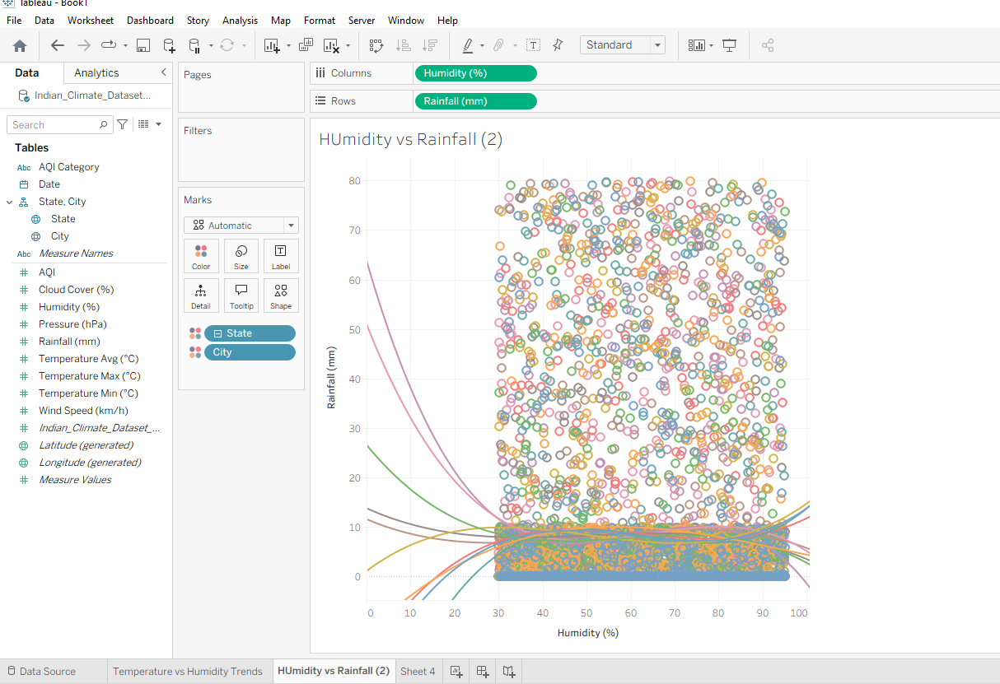 Tableau - Book1
File Data Worksheet Dashboard Story Analysis Map Format Server Window Help
Standard
Data Analytics
Indian_Climate_Dataset...
Search
Tables
Abc AQI Category
Date
State, City
State
City
Abc Measure Names
AQI
Cloud Cover (%)
Humidity (%)
Pressure (hPa)
Rainfall (mm)
Temperature Avg (°C)
Temperature Max (°C)
Temperature Min (°C)
Wind Speed (km/h)
Indian_Climate_Dataset_...
Latitude (generated)
Longitude (generated)
Measure Values
Pages
Filters
Marks
Automatic
Color Size Label
Detail Tooltip Shape
State
City
Columns Humidity (%)
Rows Rainfall (mm)
HUmidity vs Rainfall (2)
80
70
60
50
40
30
20
10
0
Rainfall (mm)
0 10 20 30 40 50 60 70 80 90 100
Humidity (%)
Data Source Temperature vs Humidity Trends HUmidity vs Rainfall (2) Sheet 4